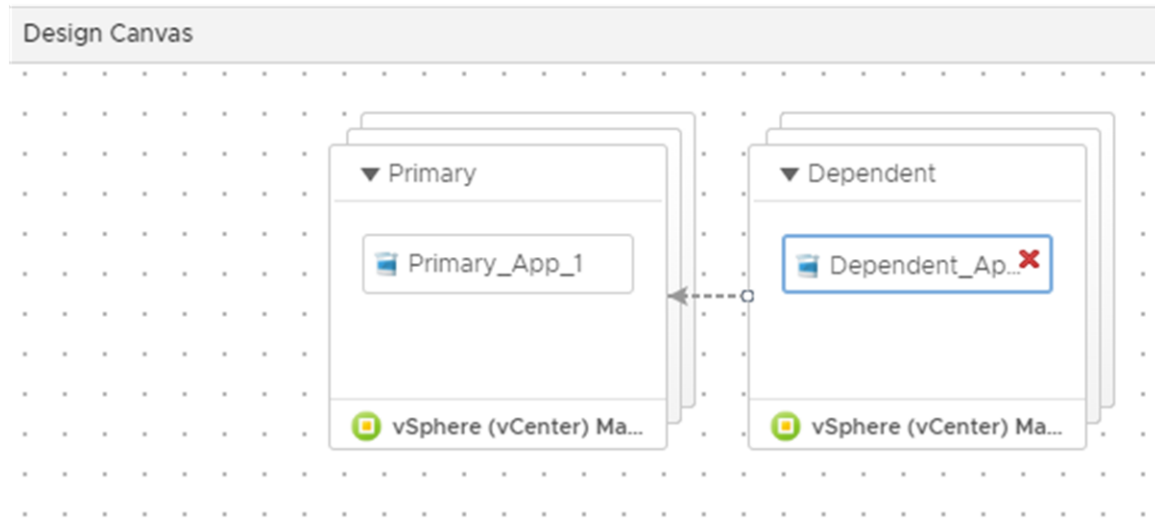 Design Canvas
Primary
Dependent
Primary_App_1
Dependent_Ap...
vSphere (vCenter) Ma...
vSphere (vCenter) Ma...